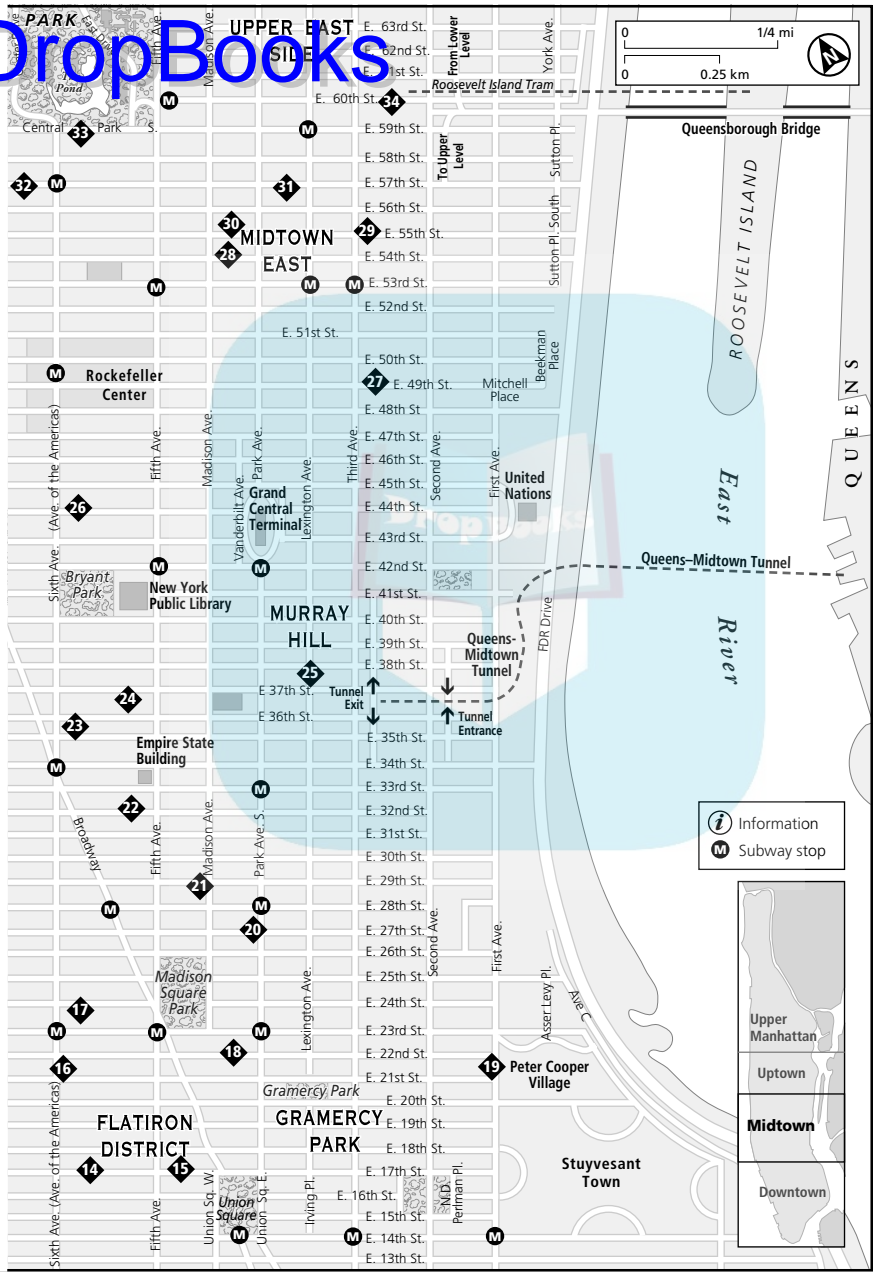 PARK
East Dr.
Pond
Fifth Ave.
Madison Ave.
UPPER EAST
SIDE
DropBooks
E. 63rd St.
E. 62nd St.
E. 61st St.
From Lower
Level
York Ave.
0 1/4 mi
0 0.25 km
N
Roosevelt Island Tram
E. 60th St.
34
M
Central Park S.
33
M
E. 59th St.
Queensborough Bridge
E. 58th St.
To Upper
Level
Sutton Pl.
32
M
31
E. 57th St.
E. 56th St.
30
MIDTOWN
EAST
29
E. 55th St.
28
E. 54th St.
Sutton Pl. South
ROOSEVELT ISLAND
M
M
M
E. 53rd St.
E. 52nd St.
E. 51st St.
E. 50th St.
Beekman
Place
M
Rockefeller
Center
27
E. 49th St.
Mitchell
Place
E. 48th St.
QUEENS
Sixth Ave. (Ave. of the Americas)
Fifth Ave.
Madison Ave.
Vanderbilt Ave.
Park Ave.
Lexington Ave.
Third Ave.
Second Ave.
First Ave.
E. 47th St.
E. 46th St.
E. 45th St.
United
Nations
Grand
Central
Terminal
26
E. 44th St.
DropBooks
E. 43rd St.
East River
M
M
E. 42nd St.
Queens–Midtown Tunnel
Bryant
Park
New York
Public Library
E. 41st St.
MURRAY
HILL
E. 40th St.
E. 39th St.
E. 38th St.
Queens-
Midtown
Tunnel
FDR Drive
25
E 37th St.
Tunnel
Exit
24
E 36th St.
Tunnel
Entrance
23
E. 35th St.
Empire State
Building
M
E. 34th St.
M
E. 33rd St.
22
E. 32nd St.
i Information
M Subway stop
Broadway
Fifth Ave.
Madison Ave.
Park Ave. S.
E. 31st St.
E. 30th St.
21
E. 29th St.
M
M
E. 28th St.
20
E. 27th St.
E. 26th St.
Second Ave.
First Ave.
Madison
Square
Park
Lexington Ave.
E. 25th St.
Asser Levy Pl.
Ave C
17
E. 24th St.
M
M
M
E. 23rd St.
18
E. 22nd St.
16
E. 21st St.
19
Peter Cooper
Village
Upper
Manhattan
Uptown
Midtown
Downtown
Gramercy Park
E. 20th St.
FLATIRON
DISTRICT
GRAMERCY
PARK
E. 19th St.
E. 18th St.
14
15
E. 17th St.
Stuyvesant
Town
Sixth Ave. (Ave. of the Americas)
Fifth Ave.
Union Sq. W.
Union
Square
Union Sq. E.
Irving Pl.
E. 16th St.
N.D.
Perlman Pl.
E. 15th St.
M
M
E. 14th St.
M
E. 13th St.